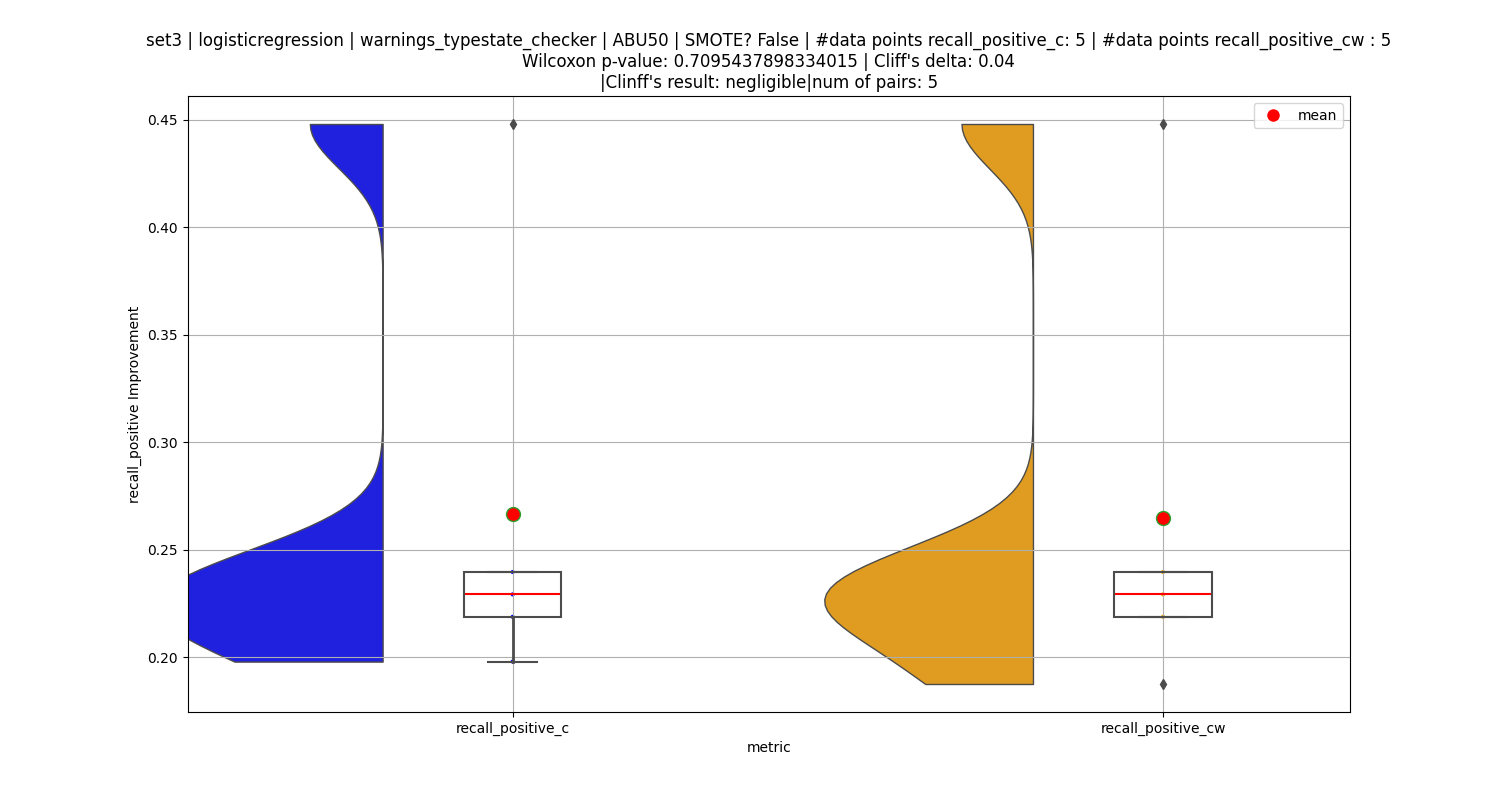 set3 | logisticregression | warnings_typestate_checker | ABU50 | SMOTE? False | #data points recall_positive_c: 5 | #data points recall_positive_cw : 5
Wilcoxon p-value: 0.7095437898334015 | Cliff's delta: 0.04
|Clinff's result: negligible|num of pairs: 5
mean
0.45
0.40
0.35
0.30
0.25
0.20
recall_positive Improvement
recall_positive_c
recall_positive_cw
metric